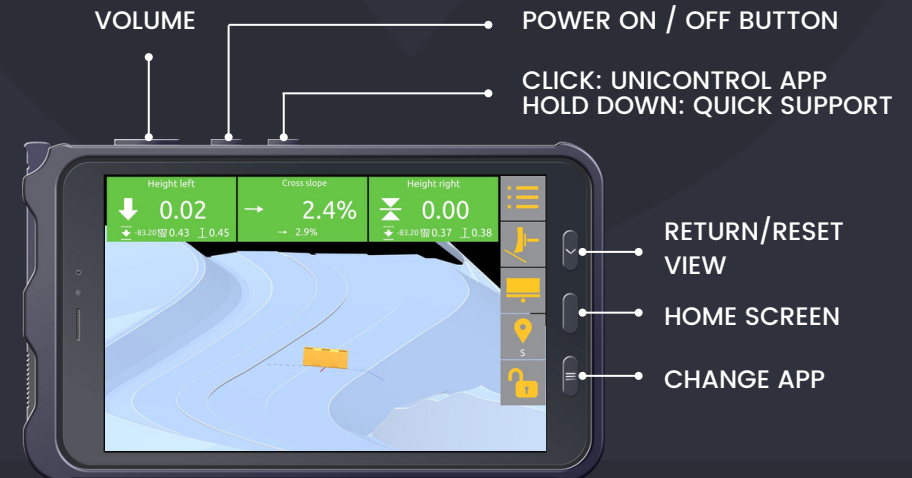 VOLUME
POWER ON / OFF BUTTON
CLICK: UNICONTROL APP
HOLD DOWN: QUICK SUPPORT
Height left
0.02
-83.20 0.43 0.45
Cross slope
2.4%
2.9%
Height right
0.00
-83.20 0.37 0.38
S
RETURN/RESET
VIEW
HOME SCREEN
CHANGE APP